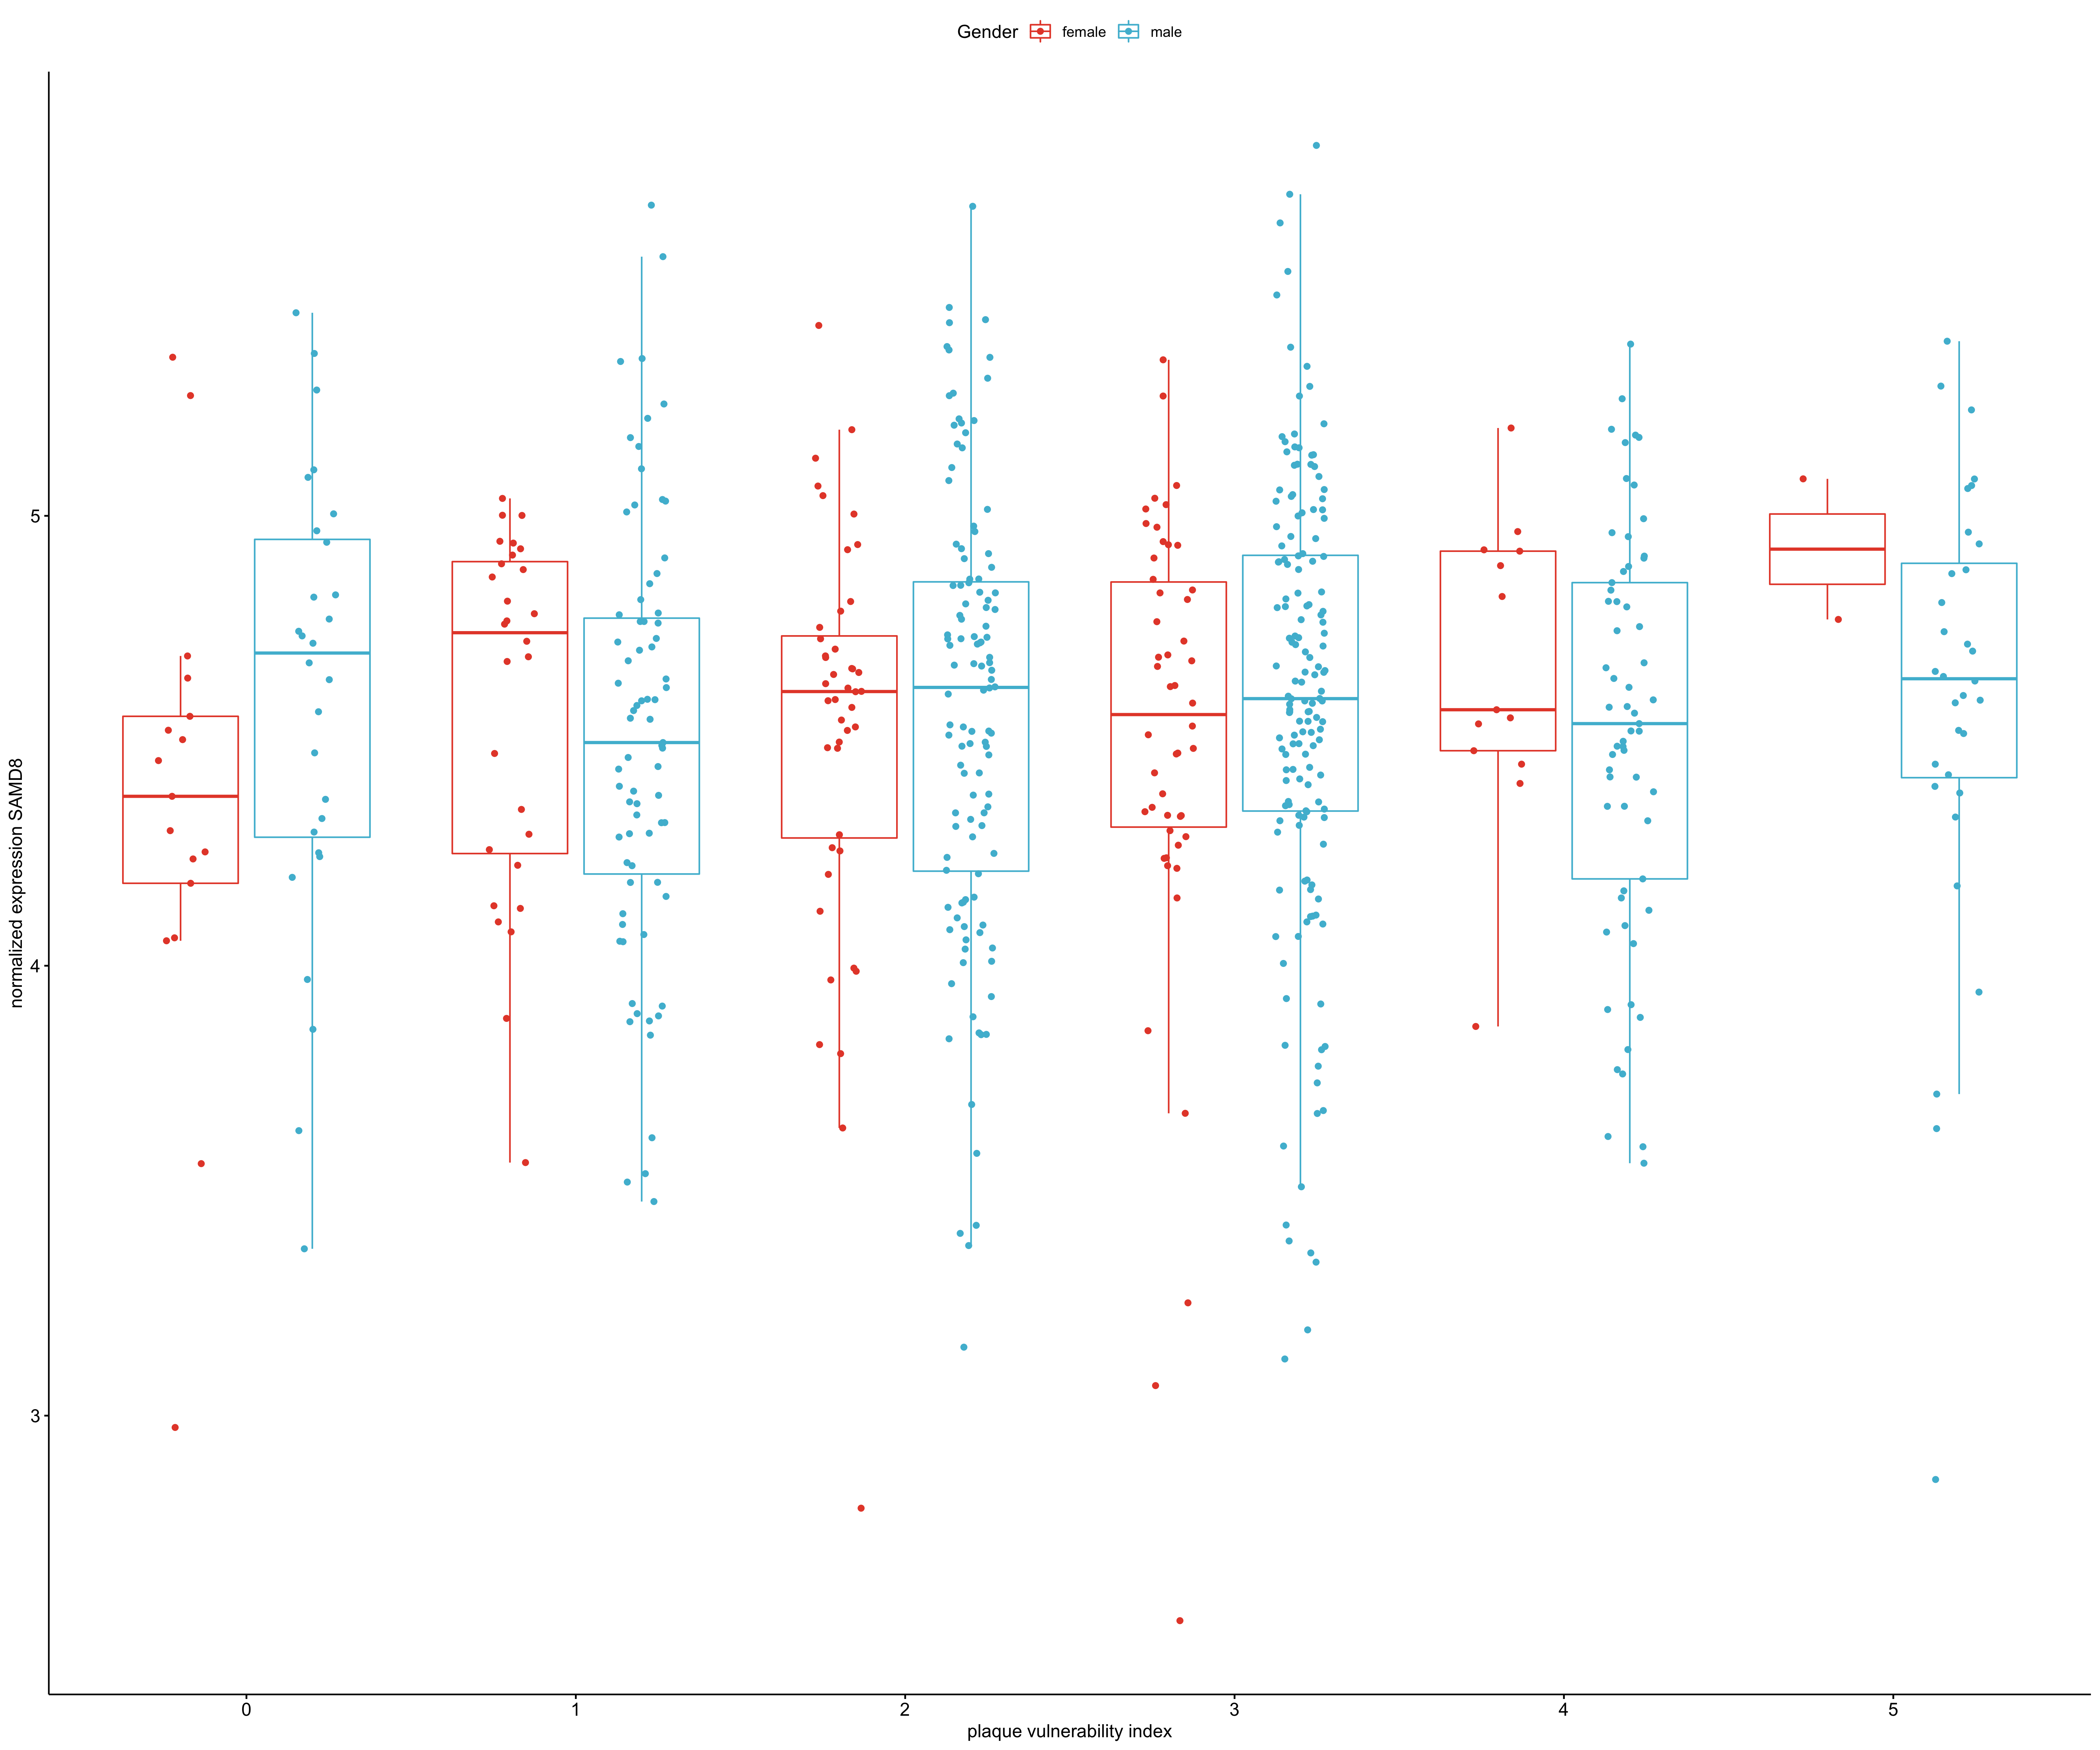 Gender female male
normalized expression SAMD8
5
4
3
0 1 2 3 4 5
plaque vulnerability index